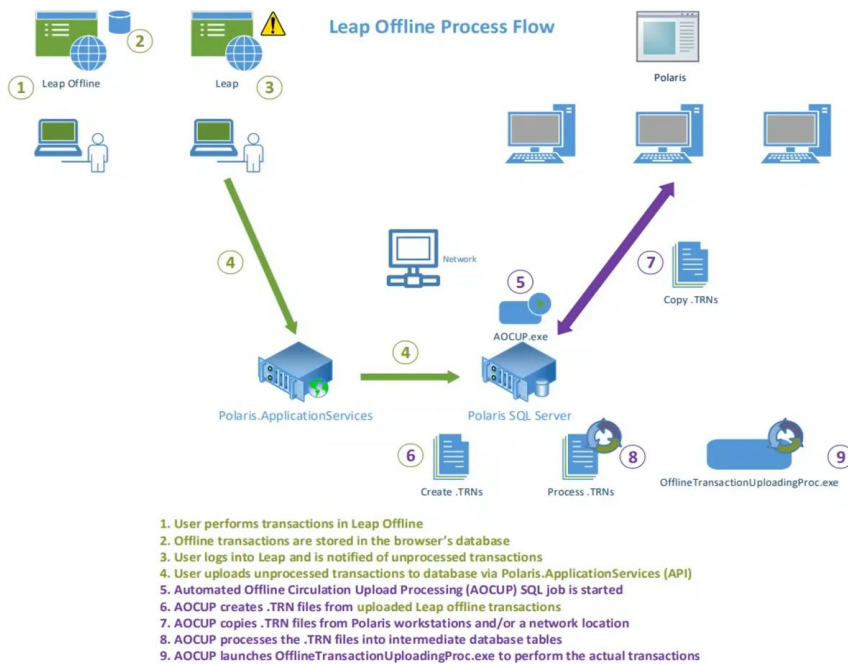 Leap Offline Process Flow
2
1
Leap Offline
Leap
3
Polaris
4
Network
5
7
Copy .TRNs
AOCUP.exe
4
Polaris.ApplicationServices
Polaris SQL Server
6
8
9
Create .TRNs
Process .TRNs
OfflineTransactionUploadingProc.exe
1. User performs transactions in Leap Offline
2. Offline transactions are stored in the browser's database
3. User logs into Leap and is notified of unprocessed transactions
4. User uploads unprocessed transactions to database via Polaris.ApplicationServices (API)
5. Automated Offline Circulation Upload Processing (AOCUP) SQL job is started
6. AOCUP creates .TRN files from uploaded Leap offline transactions
7. AOCUP copies .TRN files from Polaris workstations and/or a network location
8. AOCUP processes the .TRN files into intermediate database tables
9. AOCUP launches OfflineTransactionUploadingProc.exe to perform the actual transactions